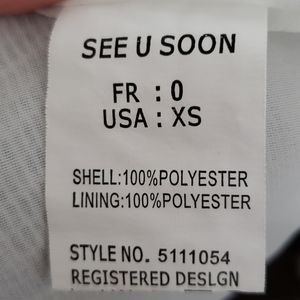 SEE U SOON
FR : 0
USA : XS
SHELL:100%POLYESTER
LINING:100%POLYESTER
STYLE NO. 5111054
REGISTERED DESLGN